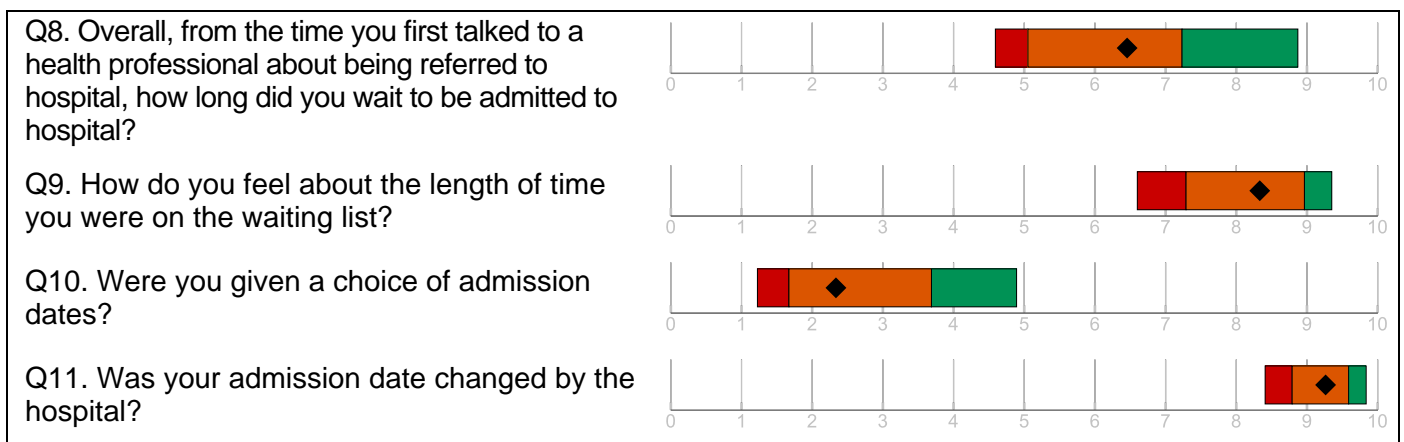 Q8. Overall, from the time you first talked to a
health professional about being referred to
hospital, how long did you wait to be admitted to
hospital?
0 1 2 3 4 5 6 7 8 9 10
Q9. How do you feel about the length of time
you were on the waiting list?
0 1 2 3 4 5 6 7 8 9 10
Q10. Were you given a choice of admission
dates?
0 1 2 3 4 5 6 7 8 9 10
Q11. Was your admission date changed by the
hospital?
0 1 2 3 4 5 6 7 8 9 10